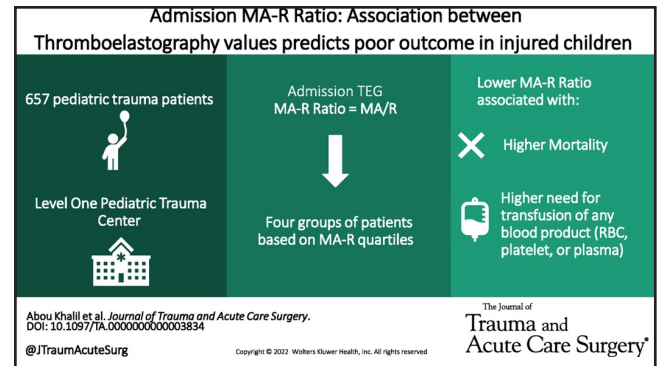 Admission MA-R Ratio: Association between
Thromboelastography values predicts poor outcome in injured children
657 pediatric trauma patients
Level One Pediatric Trauma
Center
Admission TEG
MA-R Ratio = MA/R
Four groups of patients
based on MA-R quartiles
Lower MA-R Ratio
associated with:
Higher Mortality
Higher need for
transfusion of any
blood product (RBC,
platelet, or plasma)
Abou Khalil et al. Journal of Trauma and Acute Care Surgery.
DOI: 10.1097/TA.0000000000003834
@JTraumAcuteSurg
Copyright © 2022 Wolters Kluwer Health, Inc. All rights reserved
The Journal of
Trauma and
Acute Care Surgery®